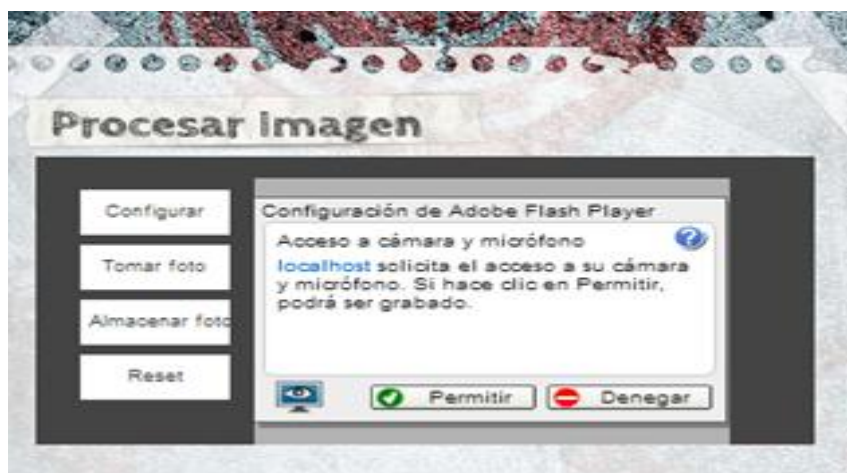 Procesar imagen
Configurar
Tomar foto
Almacenar foto
Reset
Configuración de Adobe Flash Player
Acceso a cámara y micrófono
localhost solicita el acceso a su cámara
y micrófono. Si hace clic en Permitir,
podrá ser grabado.
Permitir
Denegar